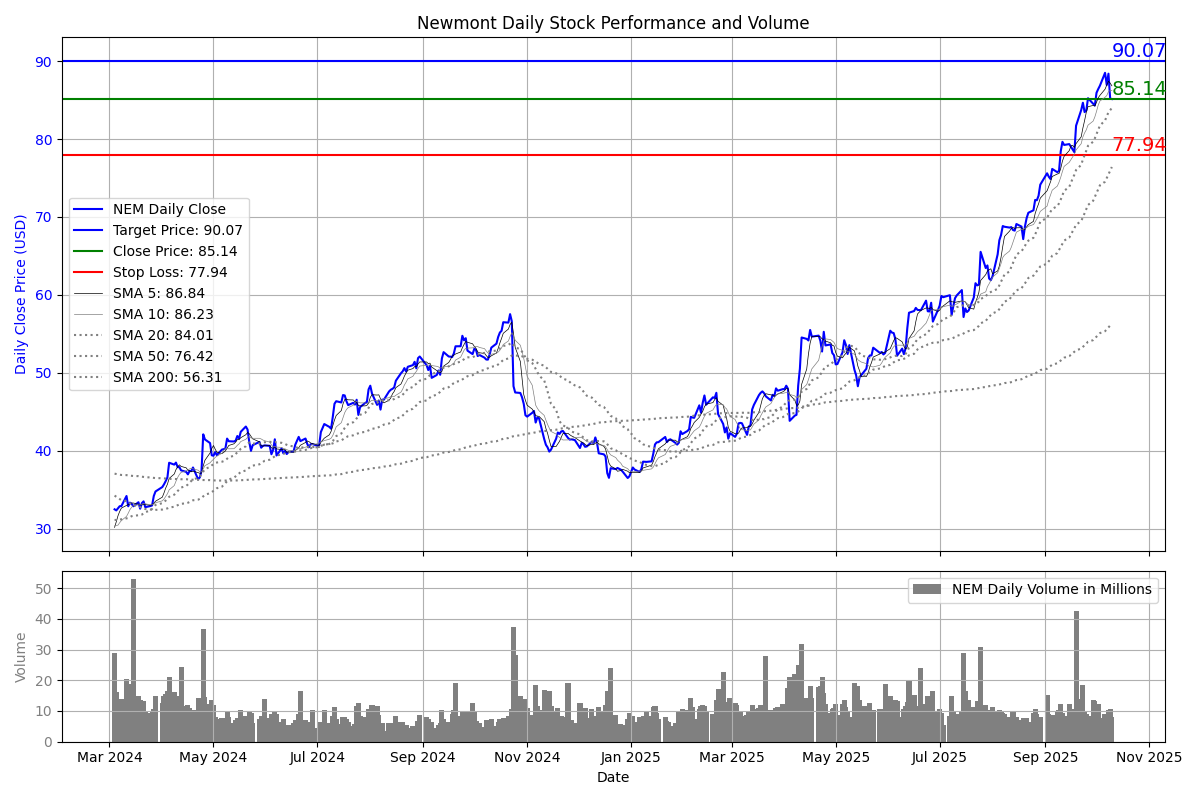 Newmont Daily Stock Performance and Volume
90.07
85.14
77.94
Daily Close Price (USD)
90
80
70
60
50
40
30
NEM Daily Close
Target Price: 90.07
Close Price: 85.14
Stop Loss: 77.94
SMA 5: 86.84
SMA 10: 86.23
SMA 20: 84.01
SMA 50: 76.42
SMA 200: 56.31
Volume
50
40
30
20
10
0
NEM Daily Volume in Millions
Mar 2024 May 2024 Jul 2024 Sep 2024 Nov 2024 Jan 2025 Mar 2025 May 2025 Jul 2025 Sep 2025 Nov 2025
Date